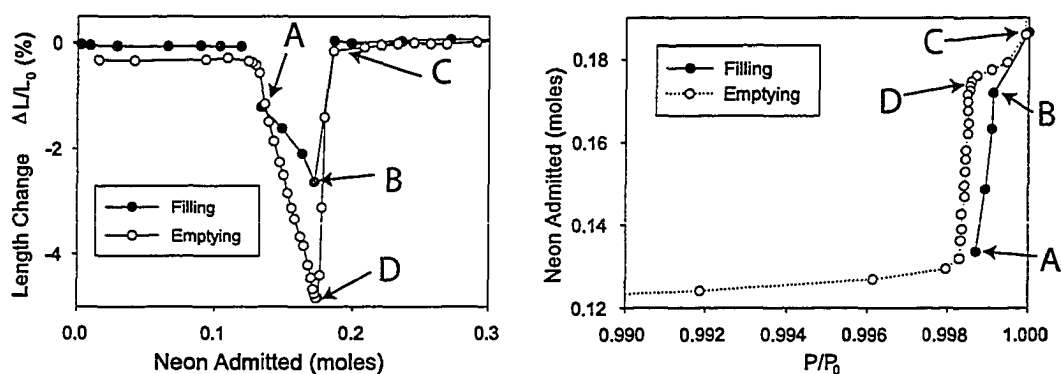 Length Change ΔL/L₀ (%)
0
-2
-4
0.0 0.1 0.2 0.3
Neon Admitted (moles)
Filling
Emptying
A
B
C
D
Neon Admitted (moles)
0.18
0.16
0.14
0.12
0.990 0.992 0.994 0.996 0.998 1.000
P/P₀
Filling
Emptying
C
D
B
A